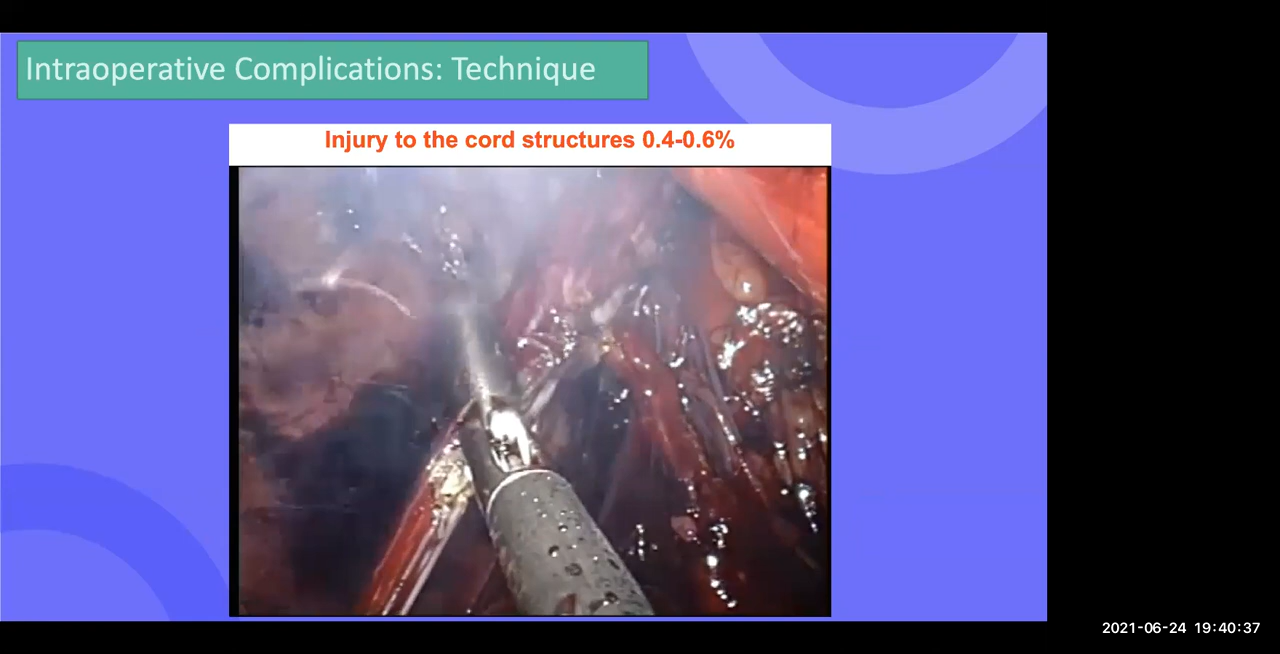 Intraoperative Complications: Technique
Injury to the cord structures 0.4-0.6%
2021-06-24 19:40:37